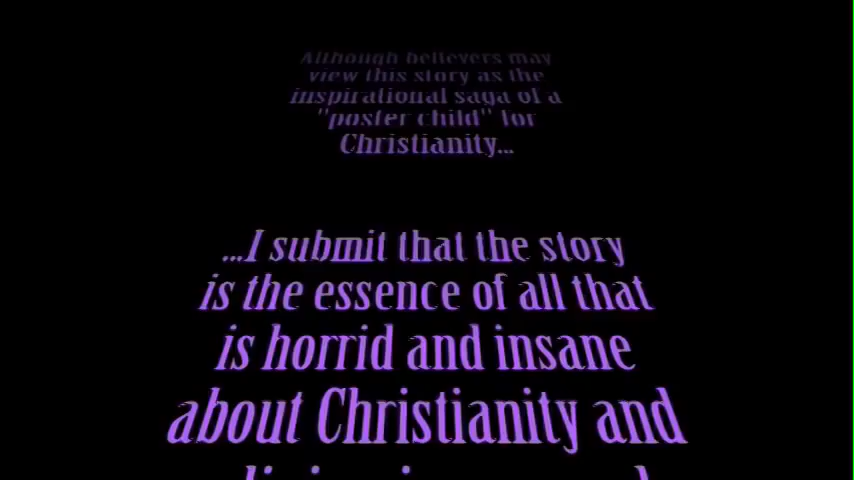 Although believers may
view this story as the
inspirational saga of a
"poster child" for
Christianity...
...I submit that the story
is the essence of all that
is horrid and insane
about Christianity and